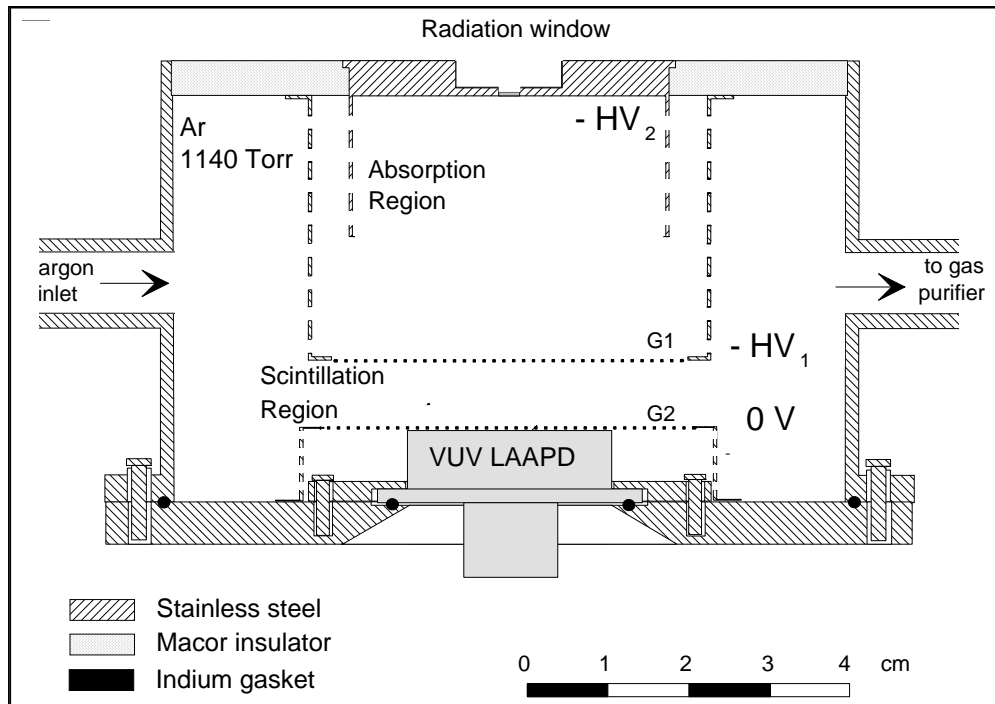 Radiation window
- HV2
Ar
1140 Torr
Absorption
Region
argon
inlet
to gas
purifier
G1
- HV1
Scintillation
Region
G2
0 V
VUV LAAPD
Stainless steel
Macor insulator
Indium gasket
0 1 2 3 4 cm